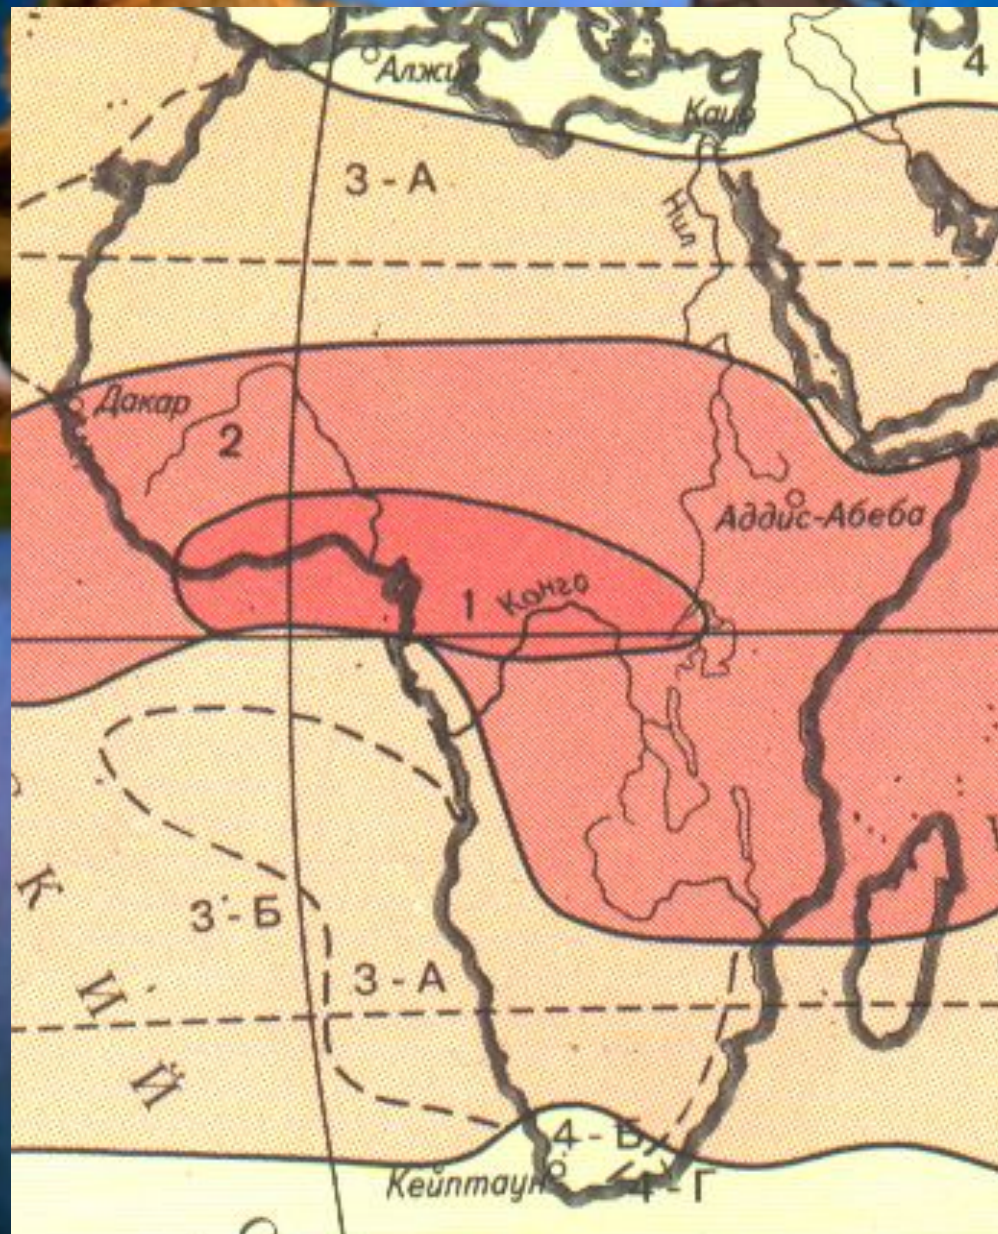 Алжир
4
Каир
3 - А
Нил
Дакар
2
Аддис-Абеба
1
Конго
3 - Б
3 - А
К
И
Й
4 - Б
Кейптаун
4 - Г